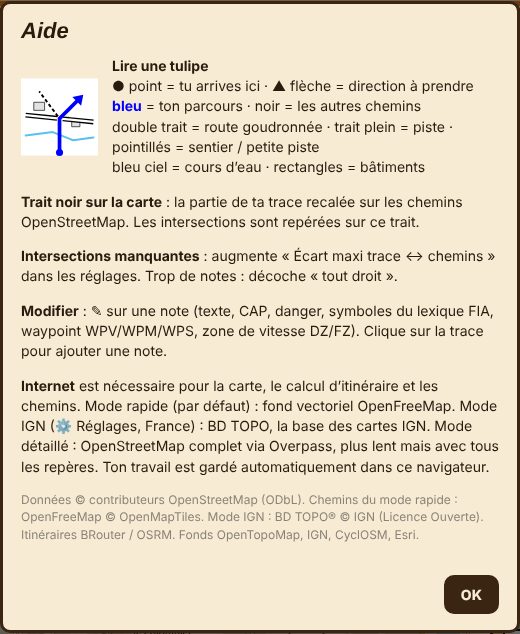 Aide
Lire une tulipe
● point = tu arrives ici · ▲ flèche = direction à prendre
bleu = ton parcours · noir = les autres chemins
double trait = route goudronnée · trait plein = piste ·
pointillés = sentier / petite piste
bleu ciel = cours d'eau · rectangles = bâtiments
Trait noir sur la carte : la partie de ta trace recalée sur les chemins
OpenStreetMap. Les intersections sont repérées sur ce trait.
Intersections manquantes : augmente « Écart maxi trace ↔ chemins »
dans les réglages. Trop de notes : décoche « tout droit ».
Modifier : ✎ sur une note (texte, CAP, danger, symboles du lexique FIA,
waypoint WPV/WPM/WPS, zone de vitesse DZ/FZ). Clique sur la trace
pour ajouter une note.
Internet est nécessaire pour la carte, le calcul d'itinéraire et les
chemins. Mode rapide (par défaut) : fond vectoriel OpenFreeMap. Mode
IGN (⚙️ Réglages, France) : BD TOPO, la base des cartes IGN. Mode
détaillé : OpenStreetMap complet via Overpass, plus lent mais avec tous
les repères. Ton travail est gardé automatiquement dans ce navigateur.
Données © contributeurs OpenStreetMap (ODbL). Chemins du mode rapide :
OpenFreeMap © OpenMapTiles. Mode IGN : BD TOPO® © IGN (Licence Ouverte).
Itinéraires BRouter / OSRM. Fonds OpenTopoMap, IGN, CyclOSM, Esri.
OK